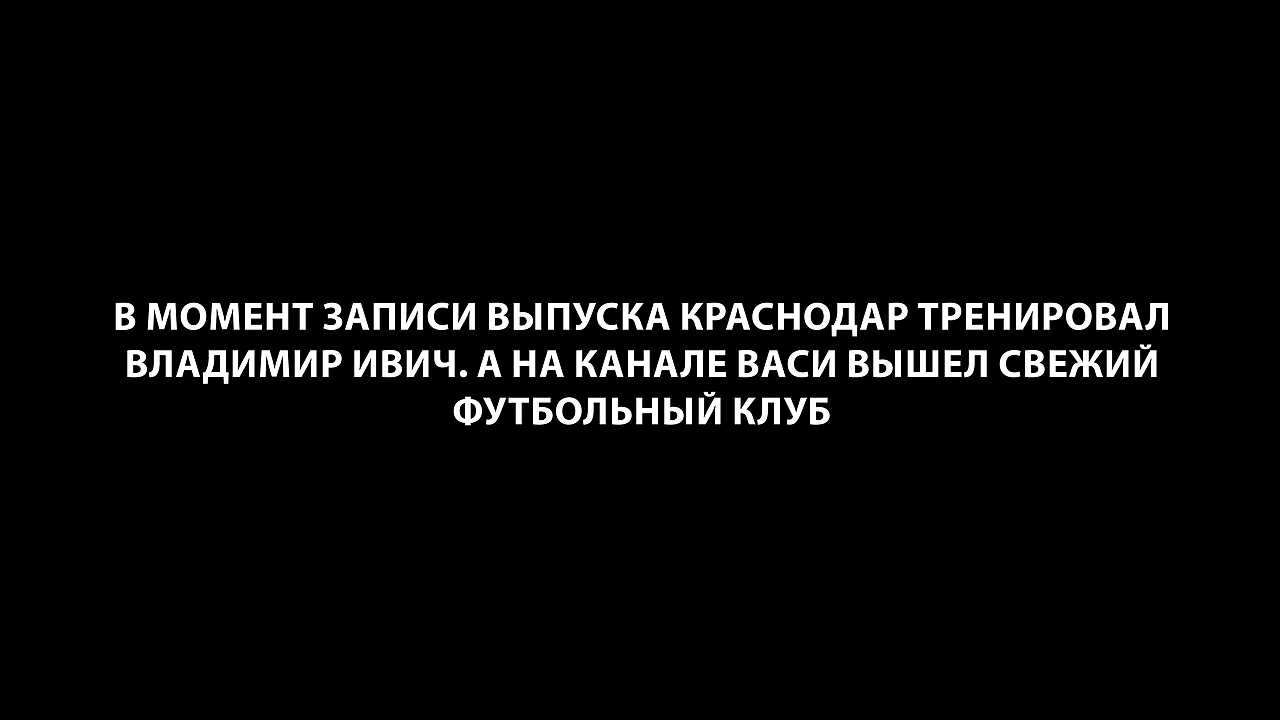 В МОМЕНТ ЗАПИСИ ВЫПУСКА КРАСНОДАР ТРЕНИРОВАЛ
ВЛАДИМИР ИВИЧ. А НА КАНАЛЕ ВАСИ ВЫШЕЛ СВЕЖИЙ
ФУТБОЛЬНЫЙ КЛУБ